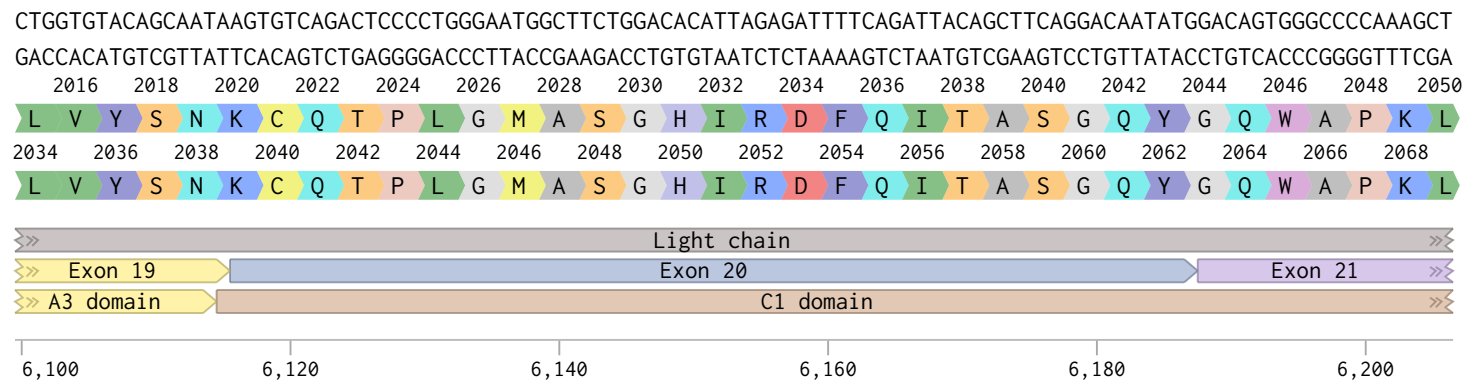 CTGGTGTACAGCAATAAGTGTCAGACTCCCCTGGGAATGGCTTCTGGACACATTAGAGATTTTCAGATTACAGCTTCAGGACAATATGGACAGTGGGCCCCAAAGCT
GACCACATGTCGTTATTCACAGTCTGAGGGGACCCTTACCGAAGACCTGTGTAATCTCTAAAAGTCTAATGTCGAAGTCCTGTTATACCTGTCACCCGGGGTTTCGA
2016 2018 2020 2022 2024 2026 2028 2030 2032 2034 2036 2038 2040 2042 2044 2046 2048 2050
L V Y S N K C Q T P L G M A S G H I R D F Q I T A S G Q Y G Q W A P K L
2034 2036 2038 2040 2042 2044 2046 2048 2050 2052 2054 2056 2058 2060 2062 2064 2066 2068
L V Y S N K C Q T P L G M A S G H I R D F Q I T A S G Q Y G Q W A P K L
Light chain
Exon 19 Exon 20 Exon 21
A3 domain C1 domain
6,100 6,120 6,140 6,160 6,180 6,200